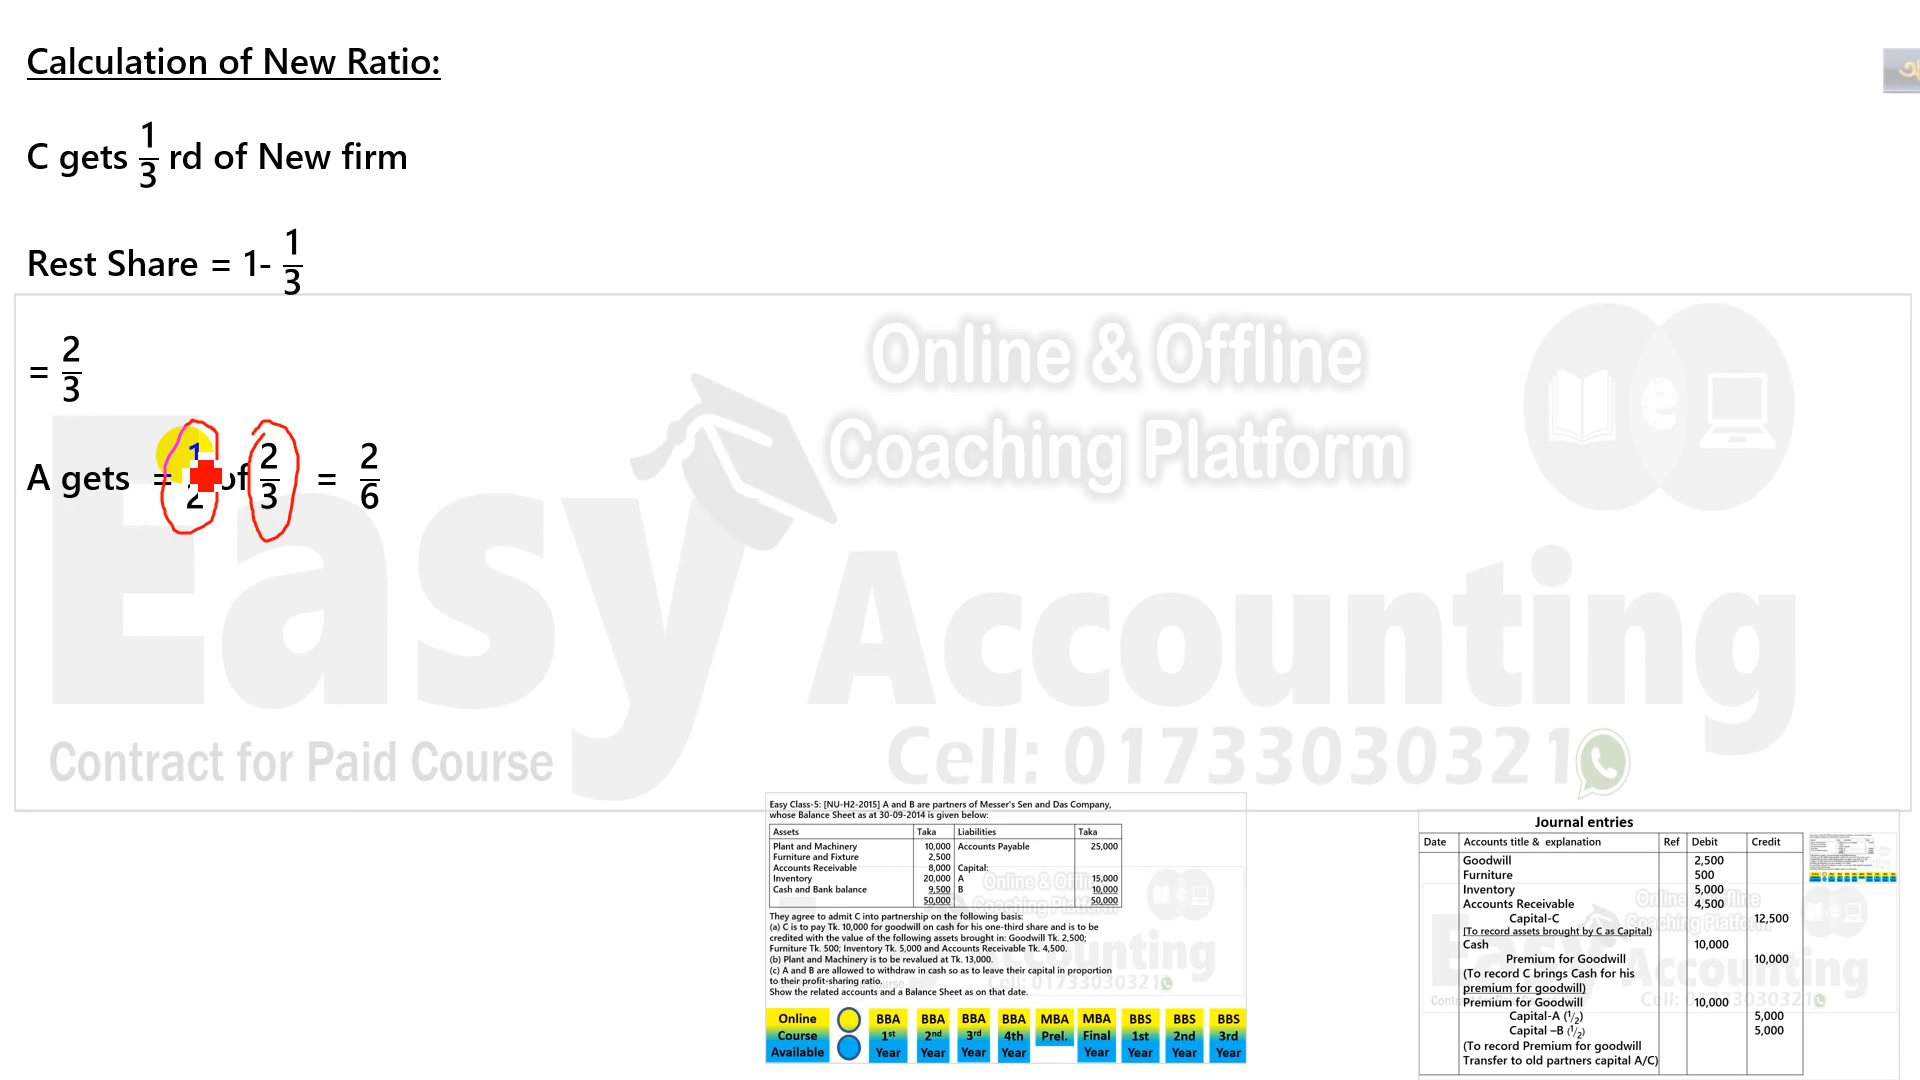 Calculation of New Ratio:
C gets 1/3 rd of New firm
Rest Share = 1- 1/3
= 2/3
A gets = 1/2 of 2/3 = 2/6
Online & Offline
Coaching Platform
Easy Accounting
Contract for Paid Course
Cell: 01733030321
Easy Class-5: [NU-H2-2015] A and B are partners of Messer's Sen and Das Company,
whose Balance Sheet as at 30-09-2014 is given below:
Assets Taka Liabilities Taka
Plant and Machinery 10,000 Accounts Payable 25,000
Furniture and Fixture 2,500
Accounts Receivable 8,000 Capital:
Inventory 20,000 A 15,000
Cash and Bank balance 9,500 B 10,000
50,000 50,000
They agree to admit C into partnership on the following basis:
(a) C is to pay Tk. 10,000 for goodwill on cash for his one-third share and is to be
credited with the value of the following assets brought in: Goodwill Tk. 2,500;
Furniture Tk. 500; Inventory Tk. 5,000 and Accounts Receivable Tk. 4,500.
(b) Plant and Machinery is to be revalued at Tk. 13,000.
(c) A and B are allowed to withdraw in cash so as to leave their capital in proportion
to their profit-sharing ratio.
Show the related accounts and a Balance Sheet as on that date.
Online Course Available
BBA 1st Year
BBA 2nd Year
BBA 3rd Year
BBA 4th Year
MBA Prel.
MBA Final Year
BBS 1st Year
BBS 2nd Year
BBS 3rd Year
Journal entries
Date Accounts title & explanation Ref Debit Credit
Goodwill 2,500
Furniture 500
Inventory 5,000
Accounts Receivable 4,500
Capital-C 12,500
[To record assets brought by C as Capital)
Cash 10,000
Premium for Goodwill 10,000
(To record C brings Cash for his
premium for goodwill)
Premium for Goodwill 10,000
Capital-A (1/2) 5,000
Capital –B (1/2) 5,000
(To record Premium for goodwill
Transfer to old partners capital A/C)